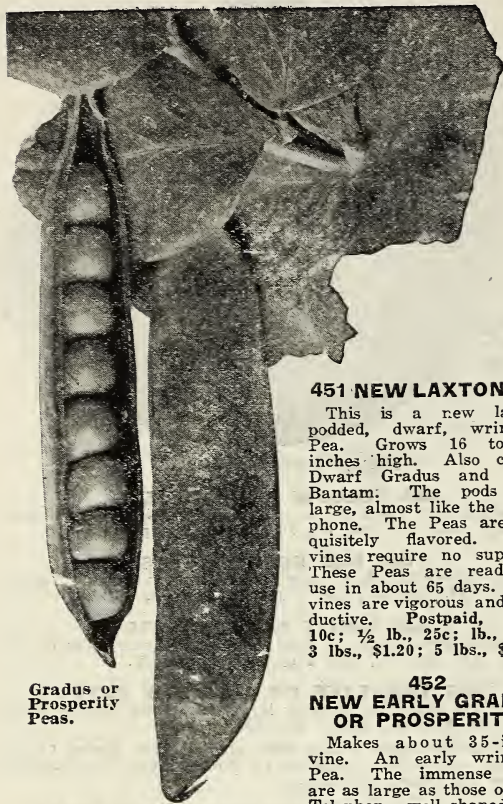 451 NEW LAXTON
This is a new la
podded, dwarf, wrin
Pea. Grows 16 to
inches high. Also c
Dwarf Gradus and
Bantam. The pods
large, almost like the
phone. The Peas are
quisitely flavored.
vines require no sup
These Peas are read
use in about 65 days.
vines are vigorous and
ductive. Postpaid,
10c; ½ lb., 25c; lb.,
3 lbs., $1.20; 5 lbs., $
Gradus or
Prosperity
Peas.
452
NEW EARLY GRA
OR PROSPERIT
Makes about 35-i
vine. An early wrin
Pea. The immense
are as large as those